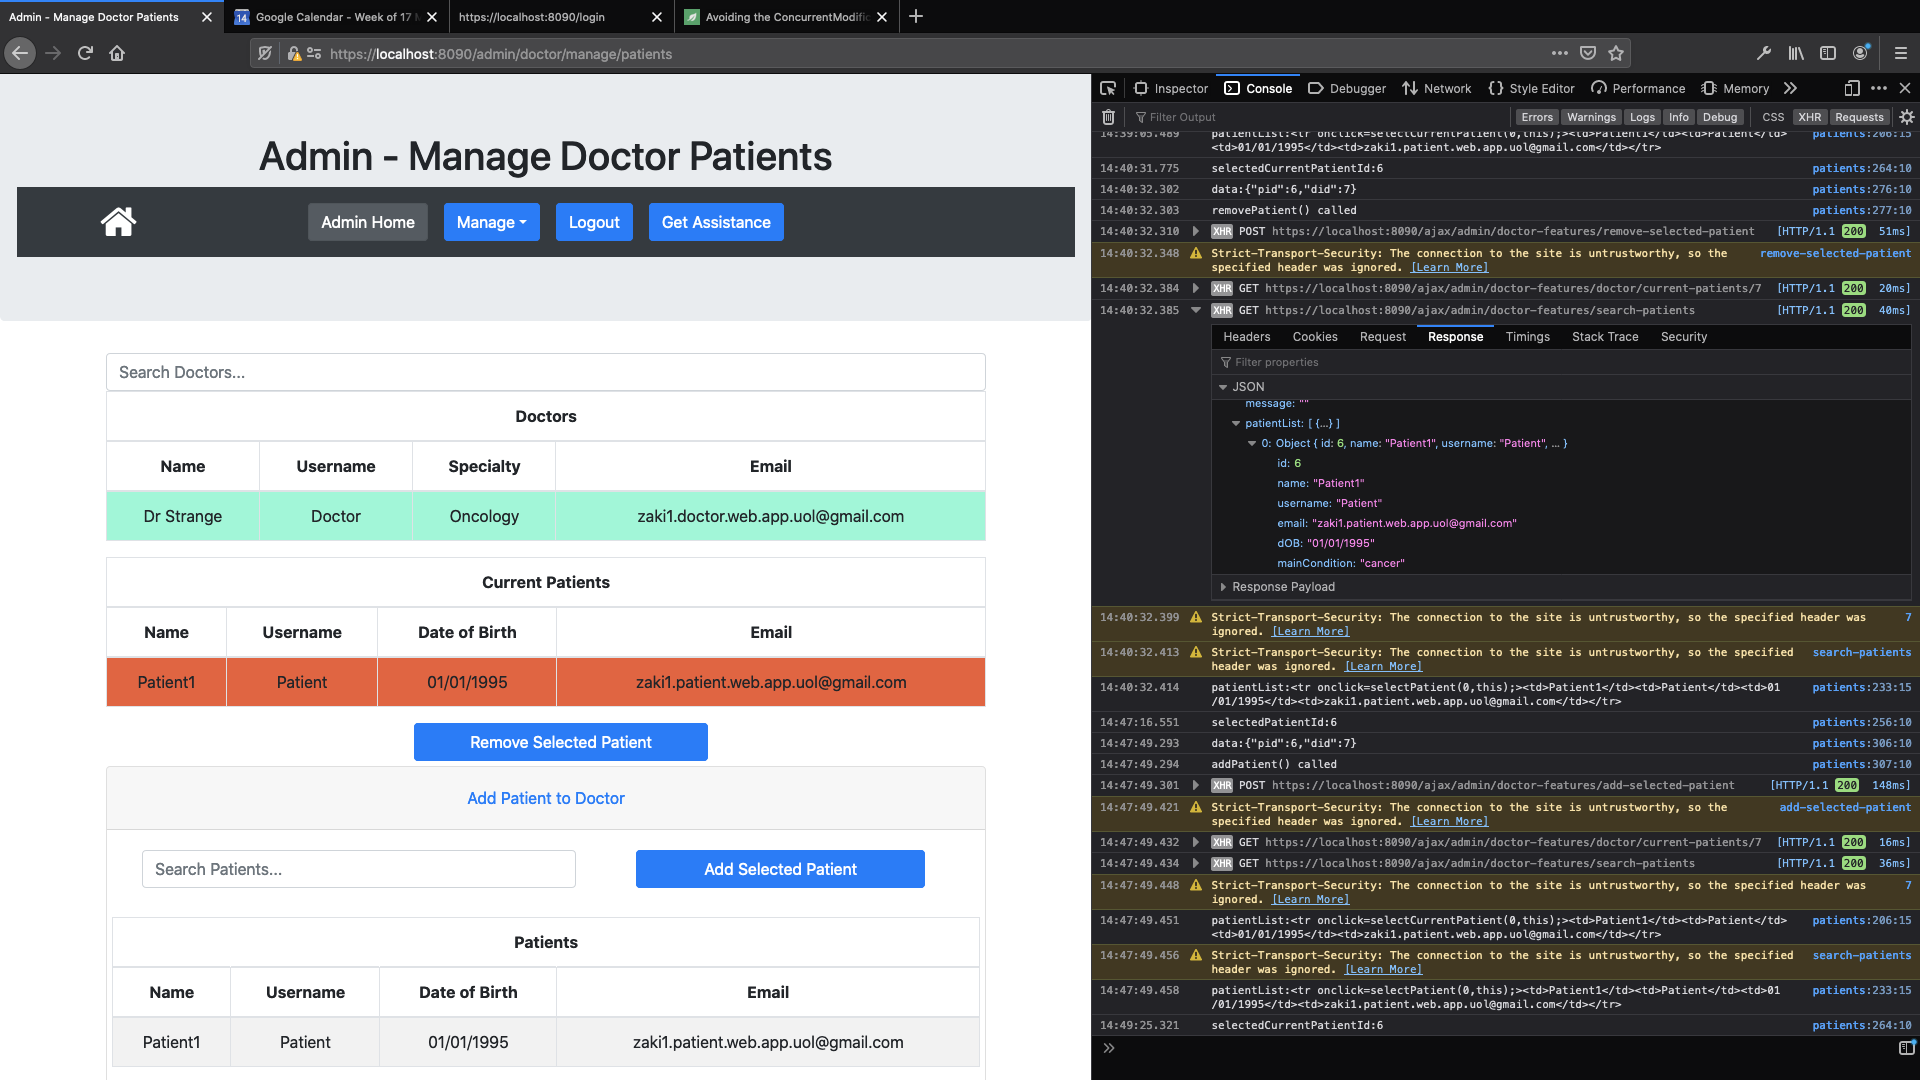 Admin - Manage Doctor Patients
Google Calendar - Week of 17 M
https://localhost:8090/login
Avoiding the ConcurrentModific
https://localhost:8090/admin/doctor/manage/patients
Admin - Manage Doctor Patients
Admin Home
Manage
Logout
Get Assistance
Search Doctors...
Doctors
Name Username Specialty Email
Dr Strange Doctor Oncology zaki1.doctor.web.app.uol@gmail.com
Current Patients
Name Username Date of Birth Email
Patient1 Patient 01/01/1995 zaki1.patient.web.app.uol@gmail.com
Remove Selected Patient
Add Patient to Doctor
Search Patients...
Add Selected Patient
Patients
Name Username Date of Birth Email
Patient1 Patient 01/01/1995 zaki1.patient.web.app.uol@gmail.com
Inspector Console Debugger Network Style Editor Performance Memory
Filter Output Errors Warnings Logs Info Debug CSS XHR Requests
14:39:05.489 patientList:<tr onclick=selectCurrentPatient(0,this);><td>Patient1</td><td>Patient</td> patients:206:15
<td>01/01/1995</td><td>zaki1.patient.web.app.uol@gmail.com</td></tr>
14:40:31.775 selectedCurrentPatientId:6 patients:264:10
14:40:32.302 data:{"pid":6,"did":7} patients:276:10
14:40:32.303 removePatient() called patients:277:10
14:40:32.310 XHR POST https://localhost:8090/ajax/admin/doctor-features/remove-selected-patient [HTTP/1.1 200 51ms]
14:40:32.348 Strict-Transport-Security: The connection to the site is untrustworthy, so the remove-selected-patient
specified header was ignored. [Learn More]
14:40:32.384 XHR GET https://localhost:8090/ajax/admin/doctor-features/doctor/current-patients/7 [HTTP/1.1 200 20ms]
14:40:32.385 XHR GET https://localhost:8090/ajax/admin/doctor-features/search-patients [HTTP/1.1 200 40ms]
Headers Cookies Request Response Timings Stack Trace Security
Filter properties
JSON
message: ""
patientList: [ {…} ]
0: Object { id: 6, name: "Patient1", username: "Patient", … }
id: 6
name: "Patient1"
username: "Patient"
email: "zaki1.patient.web.app.uol@gmail.com"
dOB: "01/01/1995"
mainCondition: "cancer"
Response Payload
14:40:32.399 Strict-Transport-Security: The connection to the site is untrustworthy, so the specified header was 7
ignored. [Learn More]
14:40:32.413 Strict-Transport-Security: The connection to the site is untrustworthy, so the specified search-patients
header was ignored. [Learn More]
14:40:32.414 patientList:<tr onclick=selectPatient(0,this);><td>Patient1</td><td>Patient</td><td>01 patients:233:15
/01/1995</td><td>zaki1.patient.web.app.uol@gmail.com</td></tr>
14:47:16.551 selectedPatientId:6 patients:256:10
14:47:49.293 data:{"pid":6,"did":7} patients:306:10
14:47:49.294 addPatient() called patients:307:10
14:47:49.301 XHR POST https://localhost:8090/ajax/admin/doctor-features/add-selected-patient [HTTP/1.1 200 148ms]
14:47:49.421 Strict-Transport-Security: The connection to the site is untrustworthy, so the add-selected-patient
specified header was ignored. [Learn More]
14:47:49.432 XHR GET https://localhost:8090/ajax/admin/doctor-features/doctor/current-patients/7 [HTTP/1.1 200 16ms]
14:47:49.434 XHR GET https://localhost:8090/ajax/admin/doctor-features/search-patients [HTTP/1.1 200 36ms]
14:47:49.448 Strict-Transport-Security: The connection to the site is untrustworthy, so the specified header was 7
ignored. [Learn More]
14:47:49.451 patientList:<tr onclick=selectCurrentPatient(0,this);><td>Patient1</td><td>Patient</td> patients:206:15
<td>01/01/1995</td><td>zaki1.patient.web.app.uol@gmail.com</td></tr>
14:47:49.456 Strict-Transport-Security: The connection to the site is untrustworthy, so the specified search-patients
header was ignored. [Learn More]
14:47:49.458 patientList:<tr onclick=selectPatient(0,this);><td>Patient1</td><td>Patient</td><td>01 patients:233:15
/01/1995</td><td>zaki1.patient.web.app.uol@gmail.com</td></tr>
14:49:25.321 selectedCurrentPatientId:6 patients:264:10